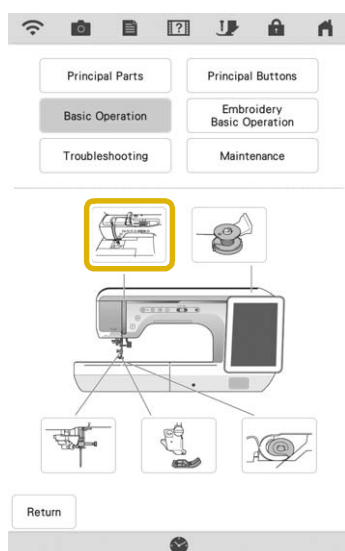 Principal Parts
Principal Buttons
Basic Operation
Embroidery
Basic Operation
Troubleshooting
Maintenance
Return